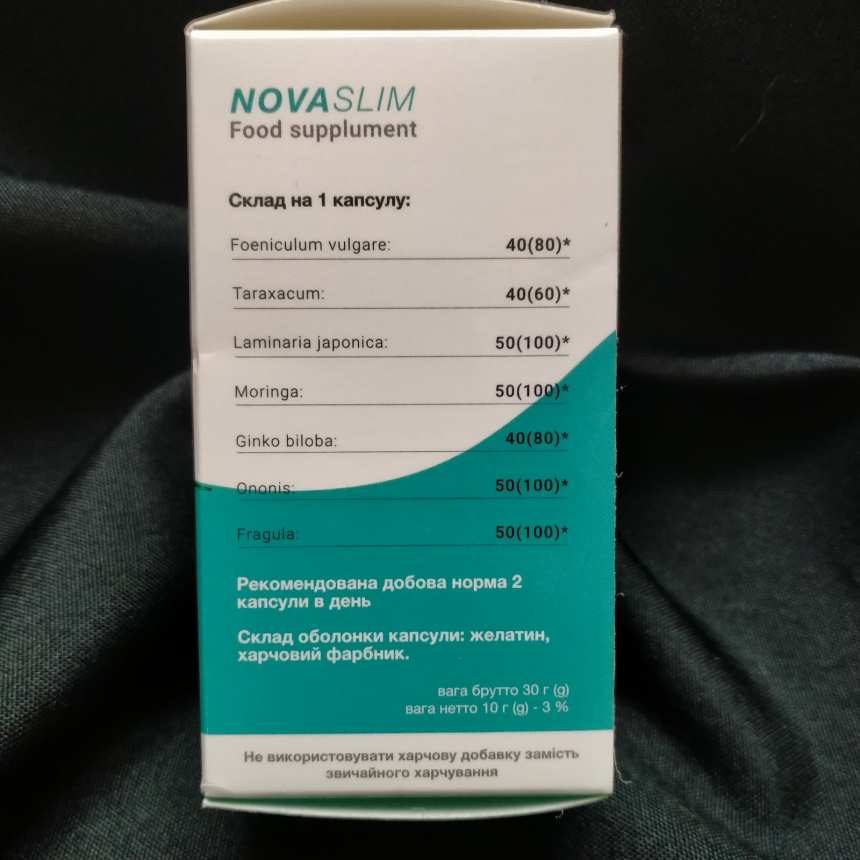 NOVASLIM
Food supplument
Склад на 1 капсулу:
Foeniculum vulgare: 40(80)*
Taraxacum: 40(60)*
Laminaria japonica: 50(100)*
Moringa: 50(100)*
Ginko biloba: 40(80)*
Ononis: 50(100)*
Fragula: 50(100)*
Рекомендована добова норма 2
капсули в день
Склад оболонки капсули: желатин,
харчовий фарбник.
вага брутто 30 г (g)
вага нетто 10 г (g) - 3 %
Не використовувати харчову добавку замість
звичайного харчування